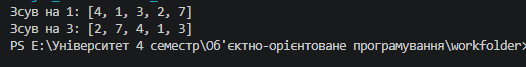 Зсув на 1: [4, 1, 3, 2, 7]
Зсув на 3: [2, 7, 4, 1, 3]
PS E:\Університет 4 семестр\Об'єктно-орієнтоване програмування\workfolder>